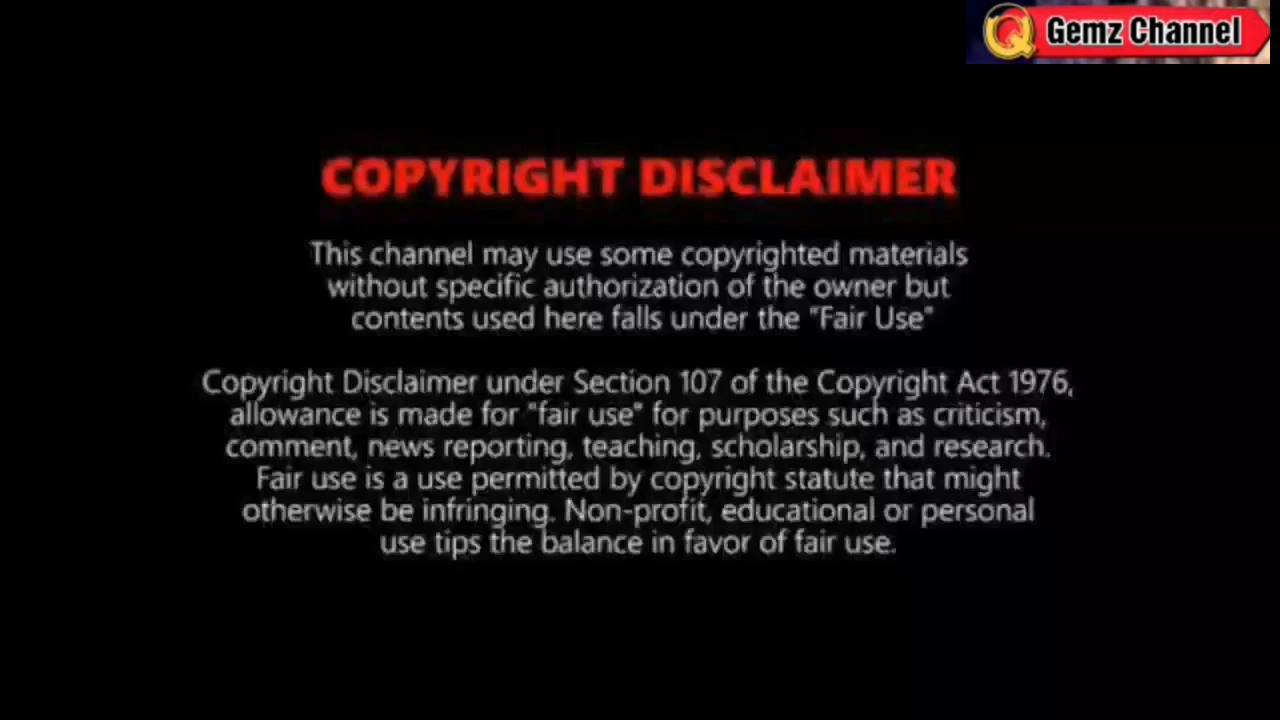 Gemz Channel
COPYRIGHT DISCLAIMER
This channel may use some copyrighted materials
without specific authorization of the owner but
contents used here falls under the "Fair Use"
Copyright Disclaimer under Section 107 of the Copyright Act 1976,
allowance is made for "fair use" for purposes such as criticism,
comment, news reporting, teaching, scholarship, and research.
Fair use is a use permitted by copyright statute that might
otherwise be infringing. Non-profit, educational or personal
use tips the balance in favor of fair use.